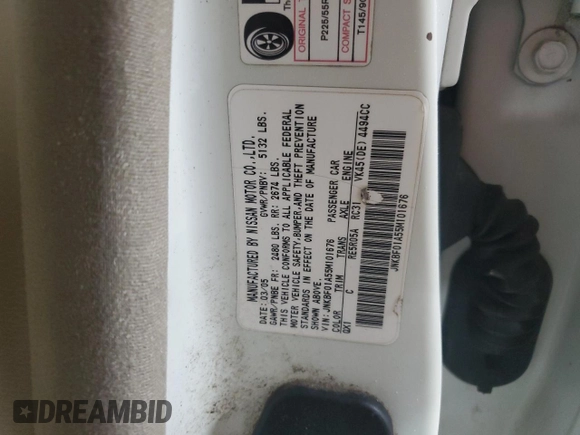 Th
ORIGINAL T
P225/55R
COMPACT S
T145/90
MANUFACTURED BY NISSAN MOTOR CO.,LTD.
DATE: 03/05 GVWR/PNBV: 5132 LBS.
GAWR/PNBE FR: 2480 LBS. RR: 2674 LBS.
THIS VEHICLE CONFORMS TO ALL APPLICABLE FEDERAL
MOTOR VEHICLE SAFETY,BUMPER,AND THEFT PREVENTION
STANDARDS IN EFFECT ON THE DATE OF MANUFACTURE
SHOWN ABOVE.
VIN: JNKBF01A55M101676 PASSENGER CAR
COLOR TRIM TRANS AXLE ENGINE
QX1 C RE5R05A RC31 VK45(DE) 4494CC
JNKBF01A55M101676
DREAMBID